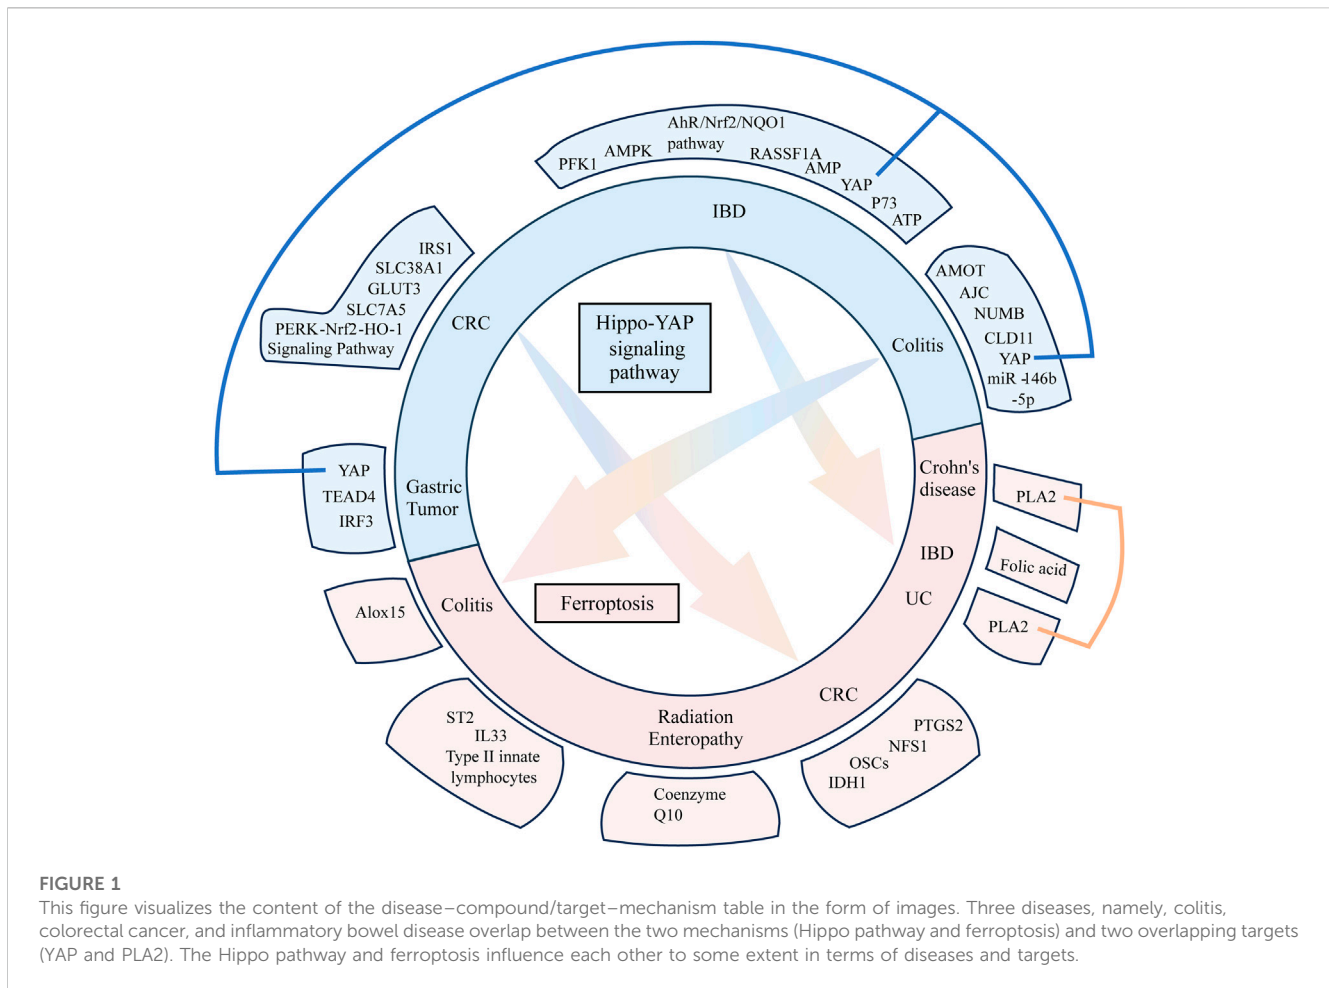 AhR/Nrf2/NQO1
pathway
PFK1
AMPK
RASSF1A
AMP
YAP
P73
ATP
IBD
IRS1
SLC38A1
GLUT3
SLC7A5
PERK-Nrf2-HO-1
Signaling Pathway
CRC
Hippo-YAP
signaling
pathway
Colitis
AMOT
AJC
NUMB
CLD11
YAP
miR-146b
-5p
YAP
TEAD4
IRF3
Gastric
Tumor
Crohn's
disease
PLA2
IBD
Folic acid
UC
PLA2
Alox15
Colitis
Ferroptosis
CRC
Radiation
Enteropathy
ST2
IL33
Type II innate
lymphocytes
Coenzyme
Q10
PTGS2
NFS1
OSCs
IDH1
FIGURE 1
This figure visualizes the content of the disease–compound/target–mechanism table in the form of images. Three diseases, namely, colitis,
colorectal cancer, and inflammatory bowel disease overlap between the two mechanisms (Hippo pathway and ferroptosis) and two overlapping targets
(YAP and PLA2). The Hippo pathway and ferroptosis influence each other to some extent in terms of diseases and targets.